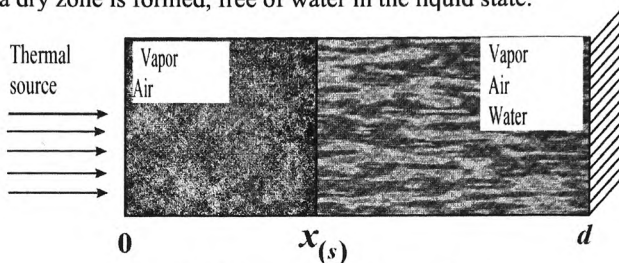 a dry zone is formed, free of water in the liquid state.
Thermal
source
Vapor
Air
Vapor
Air
Water
0
x(s)
d